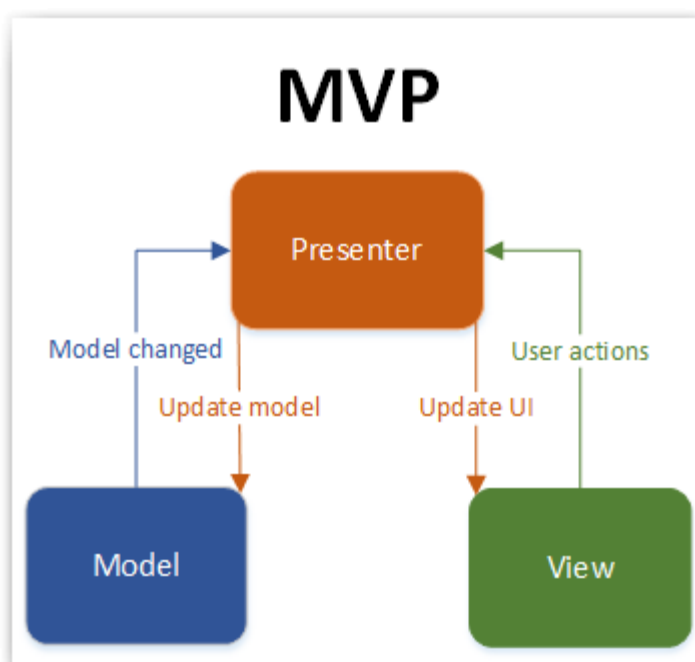 MVP
Presenter
Model changed
User actions
Update model
Update UI
Model
View